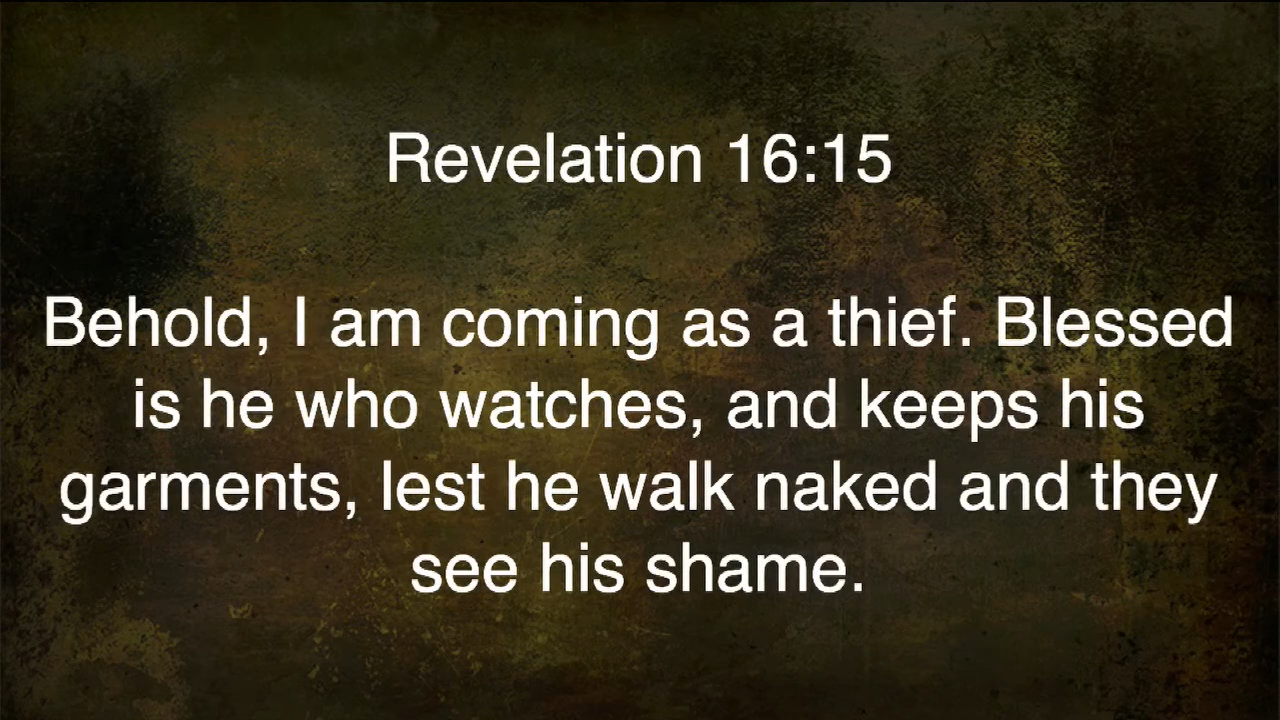 Revelation 16:15
Behold, I am coming as a thief. Blessed
is he who watches, and keeps his
garments, lest he walk naked and they
see his shame.